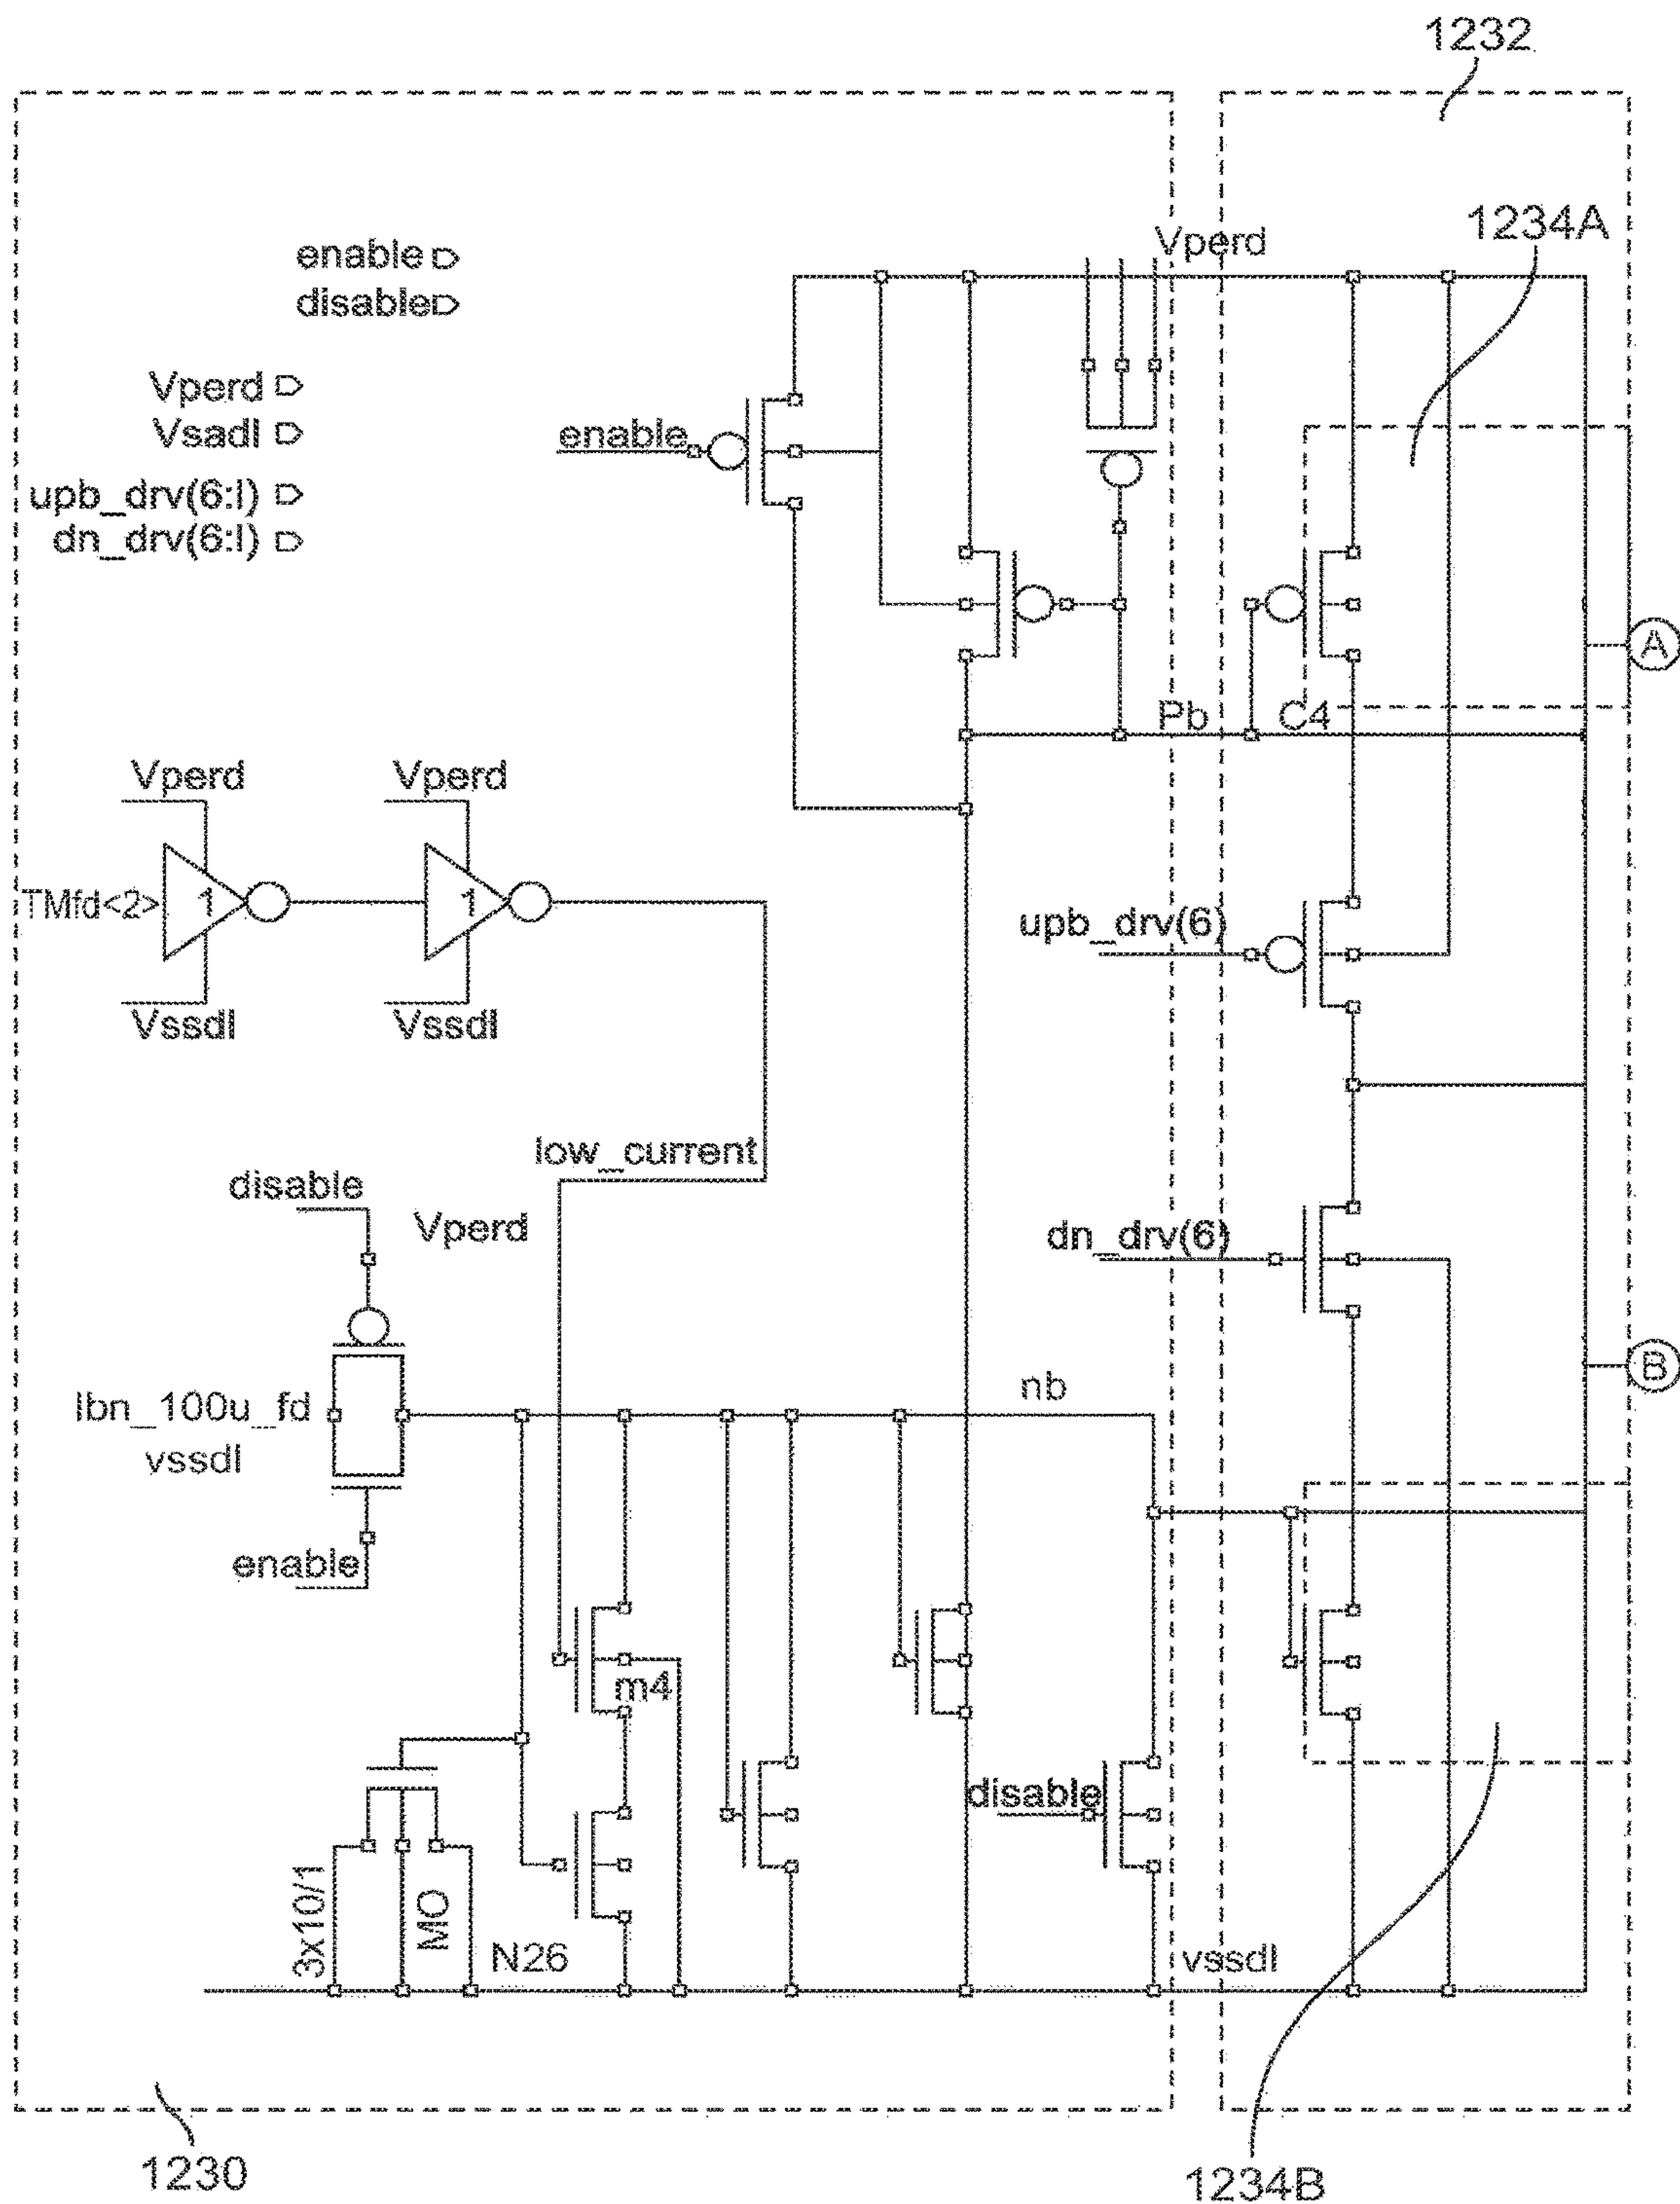 1232
1234A
Vperd
enable
disable
Vperd
Vsadl
enable
upb_drv(6:l)
dn_drv(6:l)
A
Pb
C4
Vperd
Vperd
TMfd<2>
1
1
upb_drv(6)
Vssdl
Vssdl
low_current
disable
Vperd
dn_drv(6)
B
nb
lbn_100u_fd
vssdl
enable
m4
disable
3x10/1
MO
N26
vssdl
1230
1234B